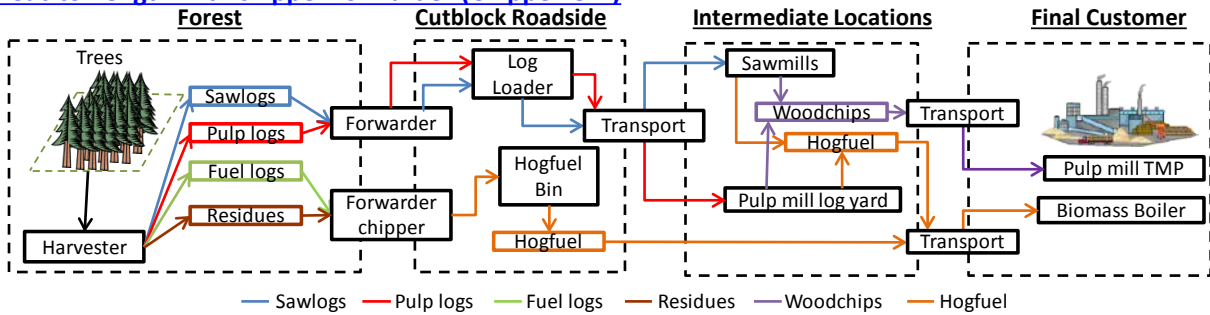 Forest
Cutblock Roadside
Intermediate Locations
Final Customer
Trees
Sawlogs
Pulp logs
Fuel logs
Residues
Harvester
Forwarder
Forwarder
chipper
Log
Loader
Hogfuel
Bin
Hogfuel
Transport
Sawmills
Woodchips
Hogfuel
Pulp mill log yard
Transport
Transport
Pulp mill TMP
Biomass Boiler
Sawlogs
Pulp logs
Fuel logs
Residues
Woodchips
Hogfuel